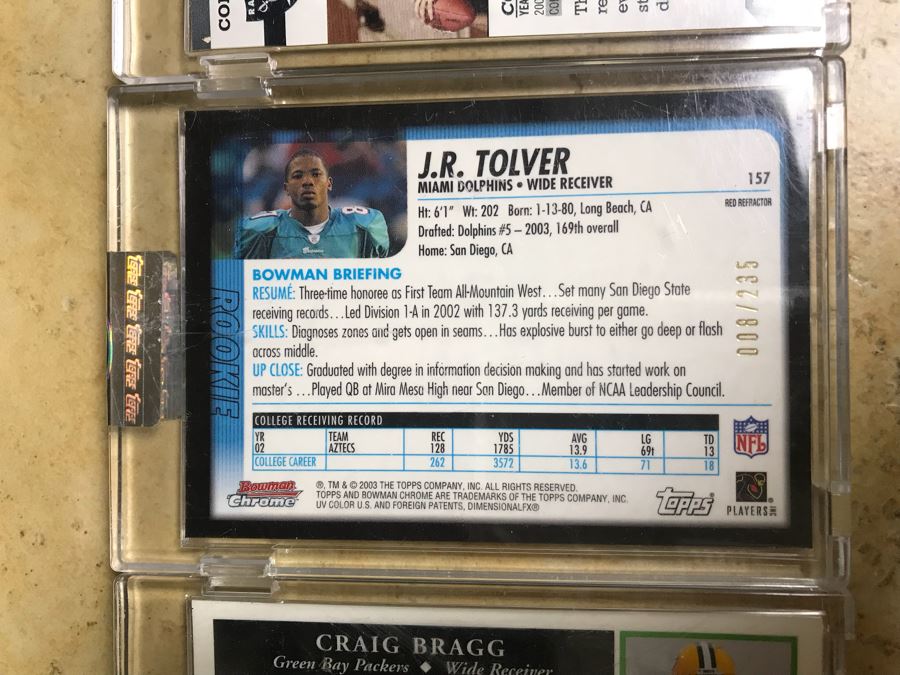 J.R. TOLVER
MIAMI DOLPHINS • WIDE RECEIVER
157
RED REFRACTOR
Ht: 6'1" Wt: 202 Born: 1-13-80, Long Beach, CA
Drafted: Dolphins #5 – 2003, 169th overall
Home: San Diego, CA
008/235
BOWMAN BRIEFING
RESUMÉ: Three-time honoree as First Team All-Mountain West...Set many San Diego State
receiving records...Led Division 1-A in 2002 with 137.3 yards receiving per game.
SKILLS: Diagnoses zones and gets open in seams...Has explosive burst to either go deep or flash
across middle.
UP CLOSE: Graduated with degree in information decision making and has started work on
master's ...Played QB at Mira Mesa High near San Diego...Member of NCAA Leadership Council.
ROOKIE
Topps Topps Topps Topps
COLLEGE RECEIVING RECORD
YR TEAM REC YDS AVG LG TD
02 AZTECS 128 1785 13.9 69t 13
COLLEGE CAREER 262 3572 13.6 71 18
NFL
Bowman
Chrome
®, TM & © 2003 THE TOPPS COMPANY, INC. ALL RIGHTS RESERVED.
TOPPS AND BOWMAN CHROME ARE TRADEMARKS OF THE TOPPS COMPANY, INC.
UV COLOR U.S. AND FOREIGN PATENTS, DIMENSIONALFX®
Topps
PLAYERS INC
CRAIG BRAGG
Green Bay Packers ◆ Wide Receiver